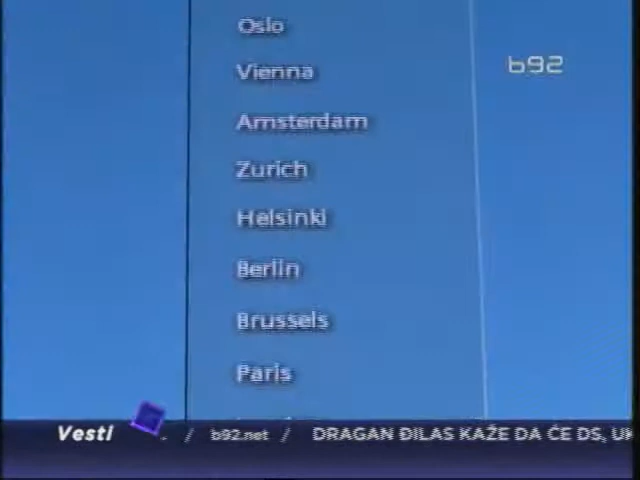 Oslo
b92
Vienna
Amsterdam
Zurich
Helsinki
Berlin
Brussels
Paris
Vesti / b92.net / DRAGAN ĐILAS KAŽE DA ĆE DS,